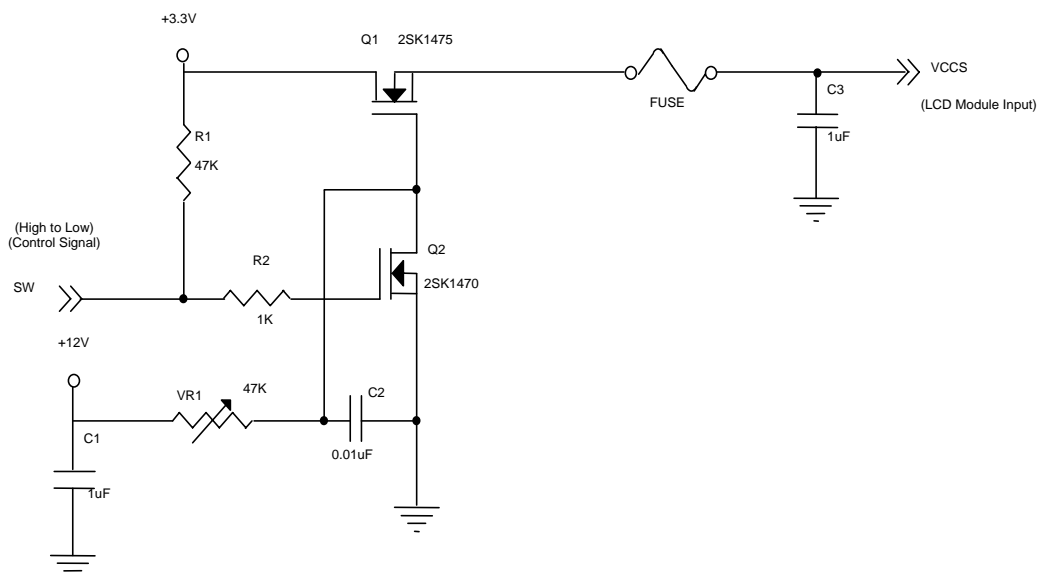 +3.3V
Q1 2SK1475
VCCS
(LCD Module Input)
FUSE
C3
1uF
R1
47K
(High to Low)
(Control Signal)
SW
R2
1K
Q2
2SK1470
+12V
VR1
47K
C2
0.01uF
C1
1uF